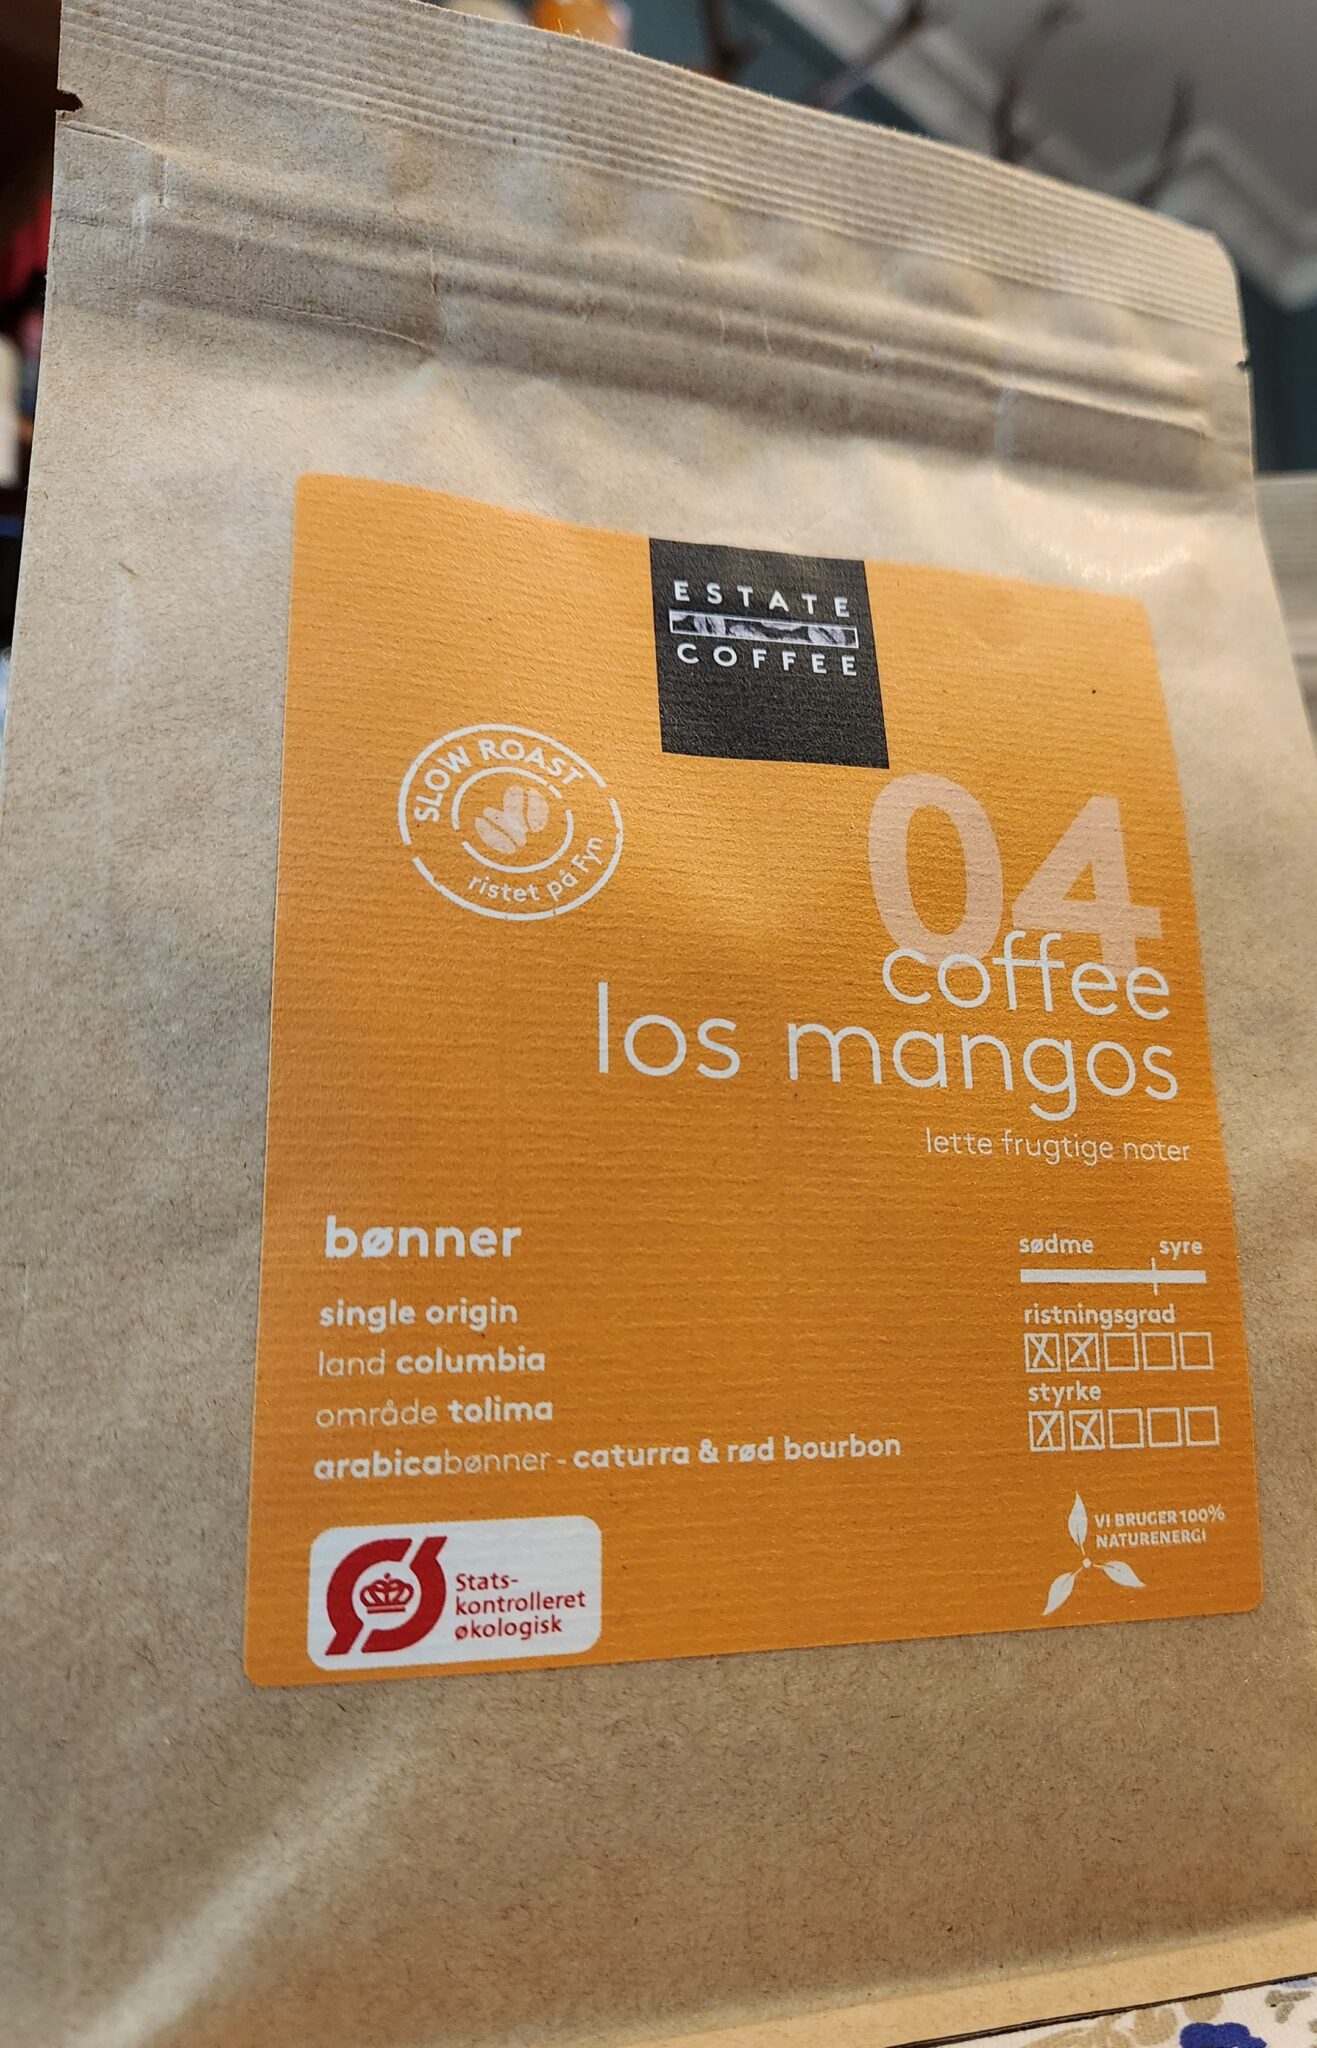 ESTATE
COFFEE
SLOW ROAST
ristet på Fyn
04
coffee
los mangos
lette frugtige noter
bønner
single origin
land columbia
område tolima
arabicabønner - caturra & rød bourbon
sødme syre
ristningsgrad
styrke
VI BRUGER 100%
NATURENERGI
Stats-
kontrolleret
økologisk